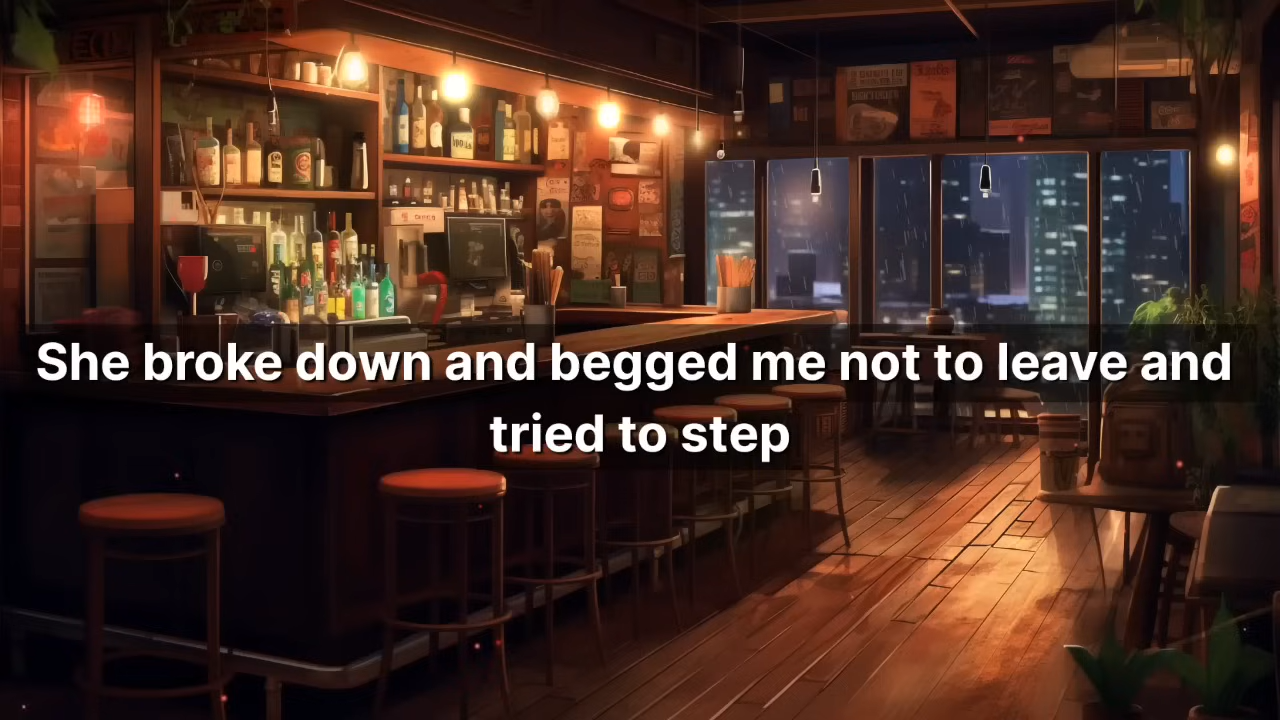 She broke down and begged me not to leave and
tried to step